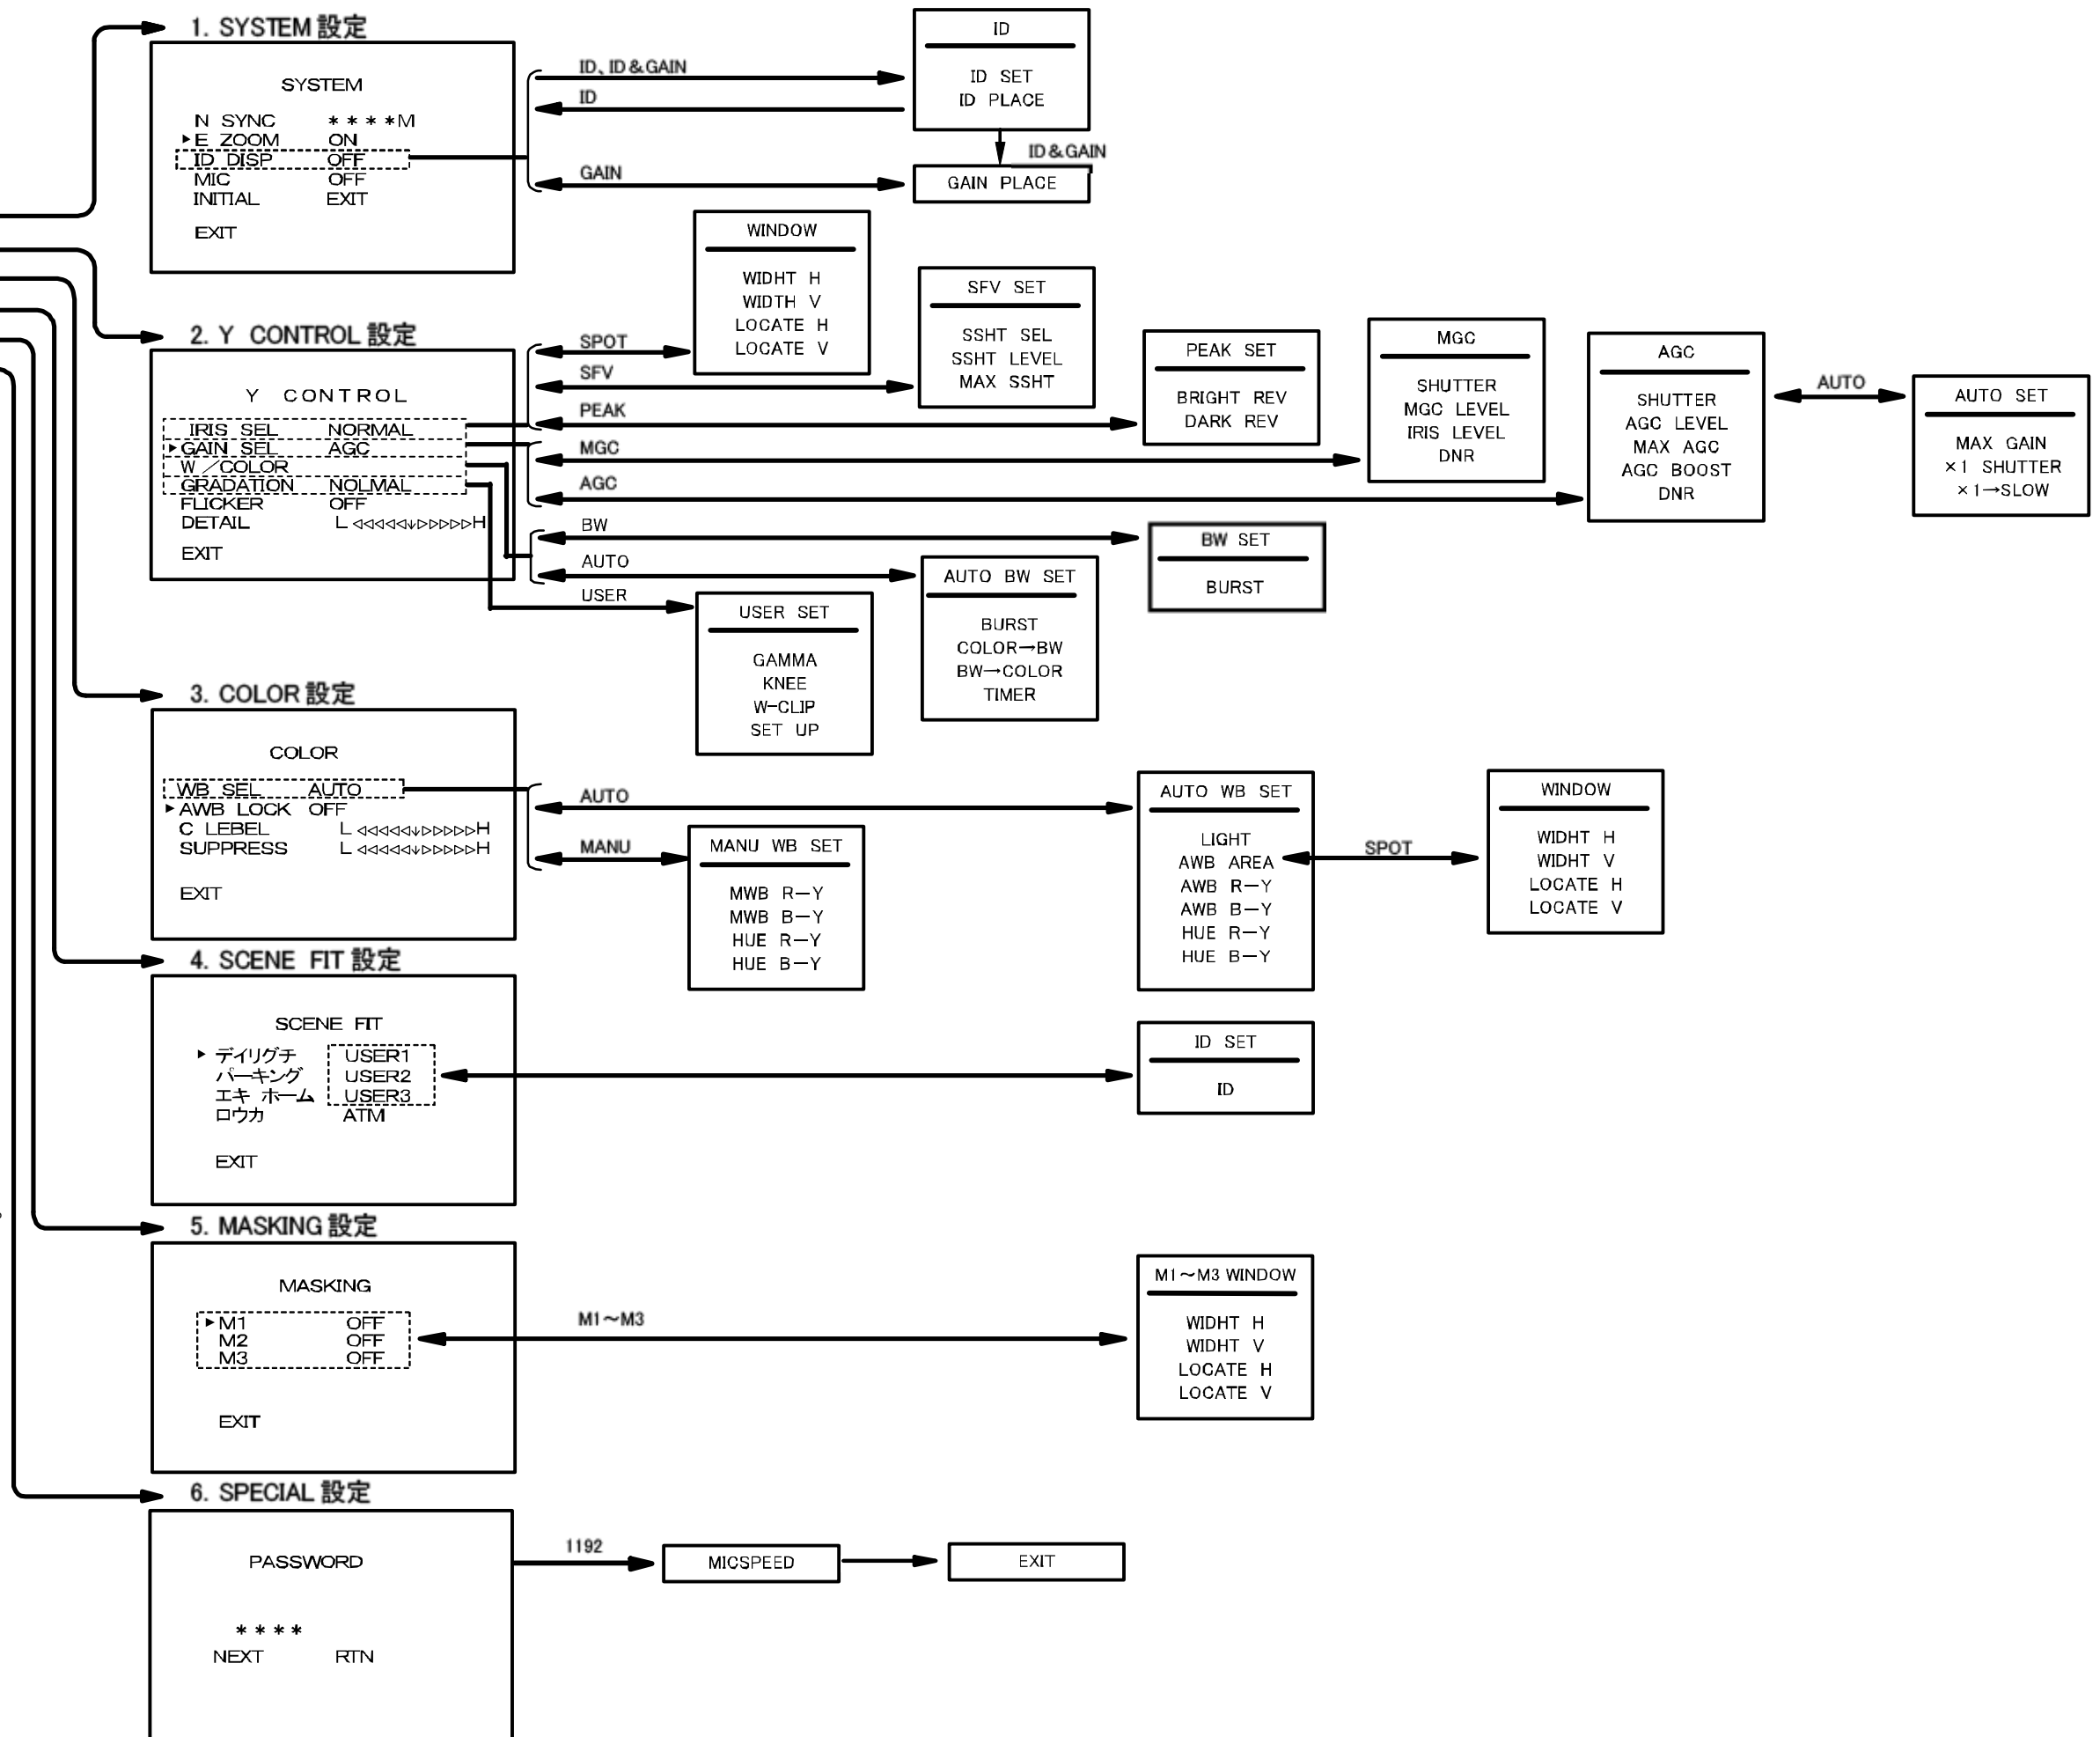 1. SYSTEM 設定
SYSTEM
N SYNC ****M
▶E ZOOM ON
ID DISP OFF
MIC OFF
INITIAL EXIT
EXIT
ID、ID＆GAIN
ID
GAIN
ID
ID SET
ID PLACE
ID＆GAIN
GAIN PLACE
2. Y CONTROL 設定
Y CONTROL
IRIS SEL NORMAL
▶GAIN SEL AGC
W／COLOR
GRADATION NOLMAL
FLICKER OFF
DETAIL L ◁◁◁◁◁↓▷▷▷▷▷H
EXIT
SPOT
SFV
PEAK
MGC
AGC
BW
AUTO
USER
WINDOW
WIDHT H
WIDTH V
LOCATE H
LOCATE V
SFV SET
SSHT SEL
SSHT LEVEL
MAX SSHT
PEAK SET
BRIGHT REV
DARK REV
MGC
SHUTTER
MGC LEVEL
IRIS LEVEL
DNR
AGC
SHUTTER
AGC LEVEL
MAX AGC
AGC BOOST
DNR
AUTO
AUTO SET
MAX GAIN
×1 SHUTTER
×1→SLOW
BW SET
BURST
AUTO BW SET
BURST
COLOR→BW
BW→COLOR
TIMER
USER SET
GAMMA
KNEE
W−CLIP
SET UP
3. COLOR 設定
COLOR
WB SEL AUTO
▶AWB LOCK OFF
C LEBEL L ◁◁◁◁◁↓▷▷▷▷▷H
SUPPRESS L ◁◁◁◁◁↓▷▷▷▷▷H
EXIT
AUTO
MANU
MANU WB SET
MWB R−Y
MWB B−Y
HUE R−Y
HUE B−Y
AUTO WB SET
LIGHT
AWB AREA
AWB R−Y
AWB B−Y
HUE R−Y
HUE B−Y
SPOT
WINDOW
WIDHT H
WIDHT V
LOCATE H
LOCATE V
4. SCENE FIT 設定
SCENE FIT
▶ デイリグチ USER1
パーキング USER2
エキ ホーム USER3
ロウカ ATM
EXIT
ID SET
ID
5. MASKING 設定
MASKING
▶M1 OFF
M2 OFF
M3 OFF
EXIT
M1～M3
M1～M3 WINDOW
WIDHT H
WIDHT V
LOCATE H
LOCATE V
6. SPECIAL 設定
PASSWORD
****
NEXT RTN
1192
MICSPEED
EXIT